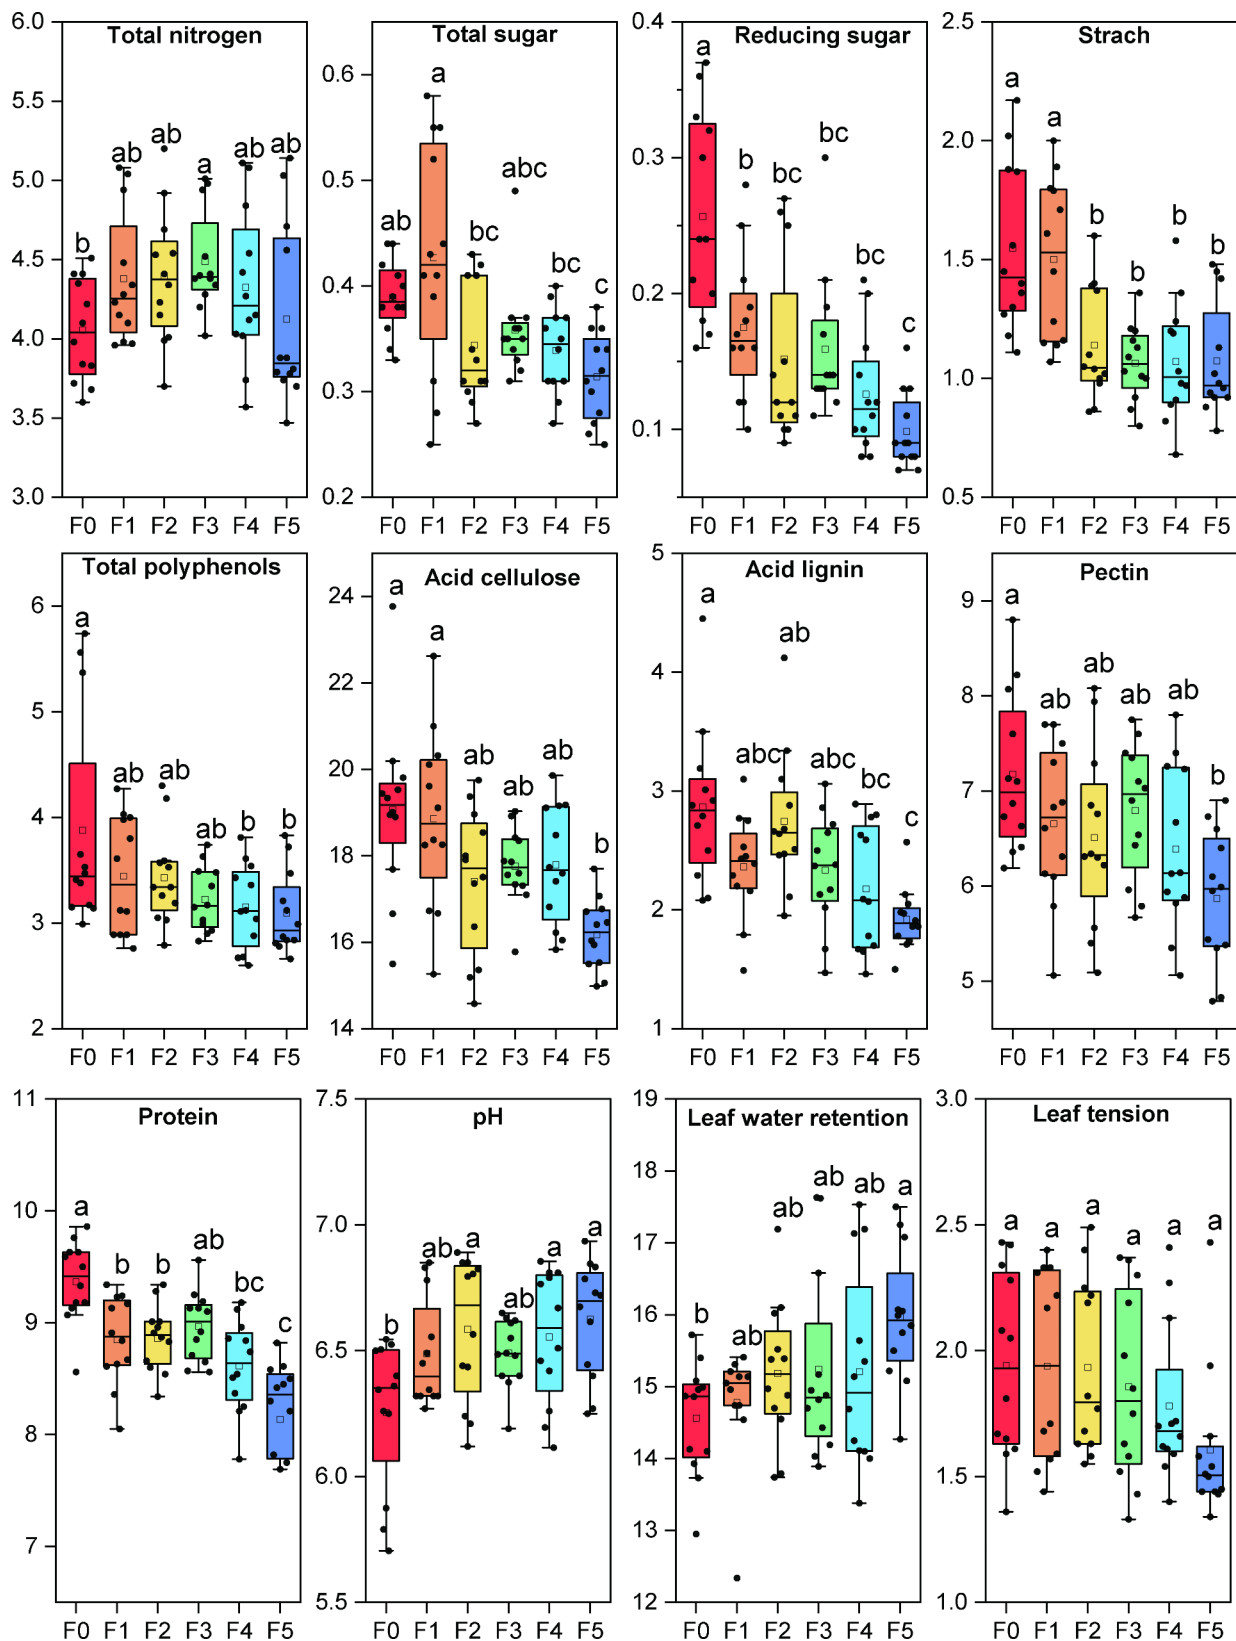 Total nitrogen
6.0
5.5
5.0
4.5
4.0
3.5
3.0
b
ab
ab
a
ab
ab
F0 F1 F2 F3 F4 F5
Total sugar
0.6
0.5
0.4
0.3
0.2
ab
a
bc
abc
bc
c
F0 F1 F2 F3 F4 F5
Reducing sugar
0.4
0.3
0.2
0.1
a
b
bc
bc
bc
c
F0 F1 F2 F3 F4 F5
Strach
2.5
2.0
1.5
1.0
0.5
a
a
b
b
b
b
F0 F1 F2 F3 F4 F5
Total polyphenols
6
5
4
3
2
a
ab
ab
ab
b
b
F0 F1 F2 F3 F4 F5
Acid cellulose
24
22
20
18
16
14
a
a
ab
ab
ab
b
F0 F1 F2 F3 F4 F5
Acid lignin
5
4
3
2
1
a
abc
ab
abc
bc
c
F0 F1 F2 F3 F4 F5
Pectin
9
8
7
6
5
a
ab
ab
ab
ab
b
F0 F1 F2 F3 F4 F5
Protein
11
10
9
8
7
a
b
b
ab
bc
c
F0 F1 F2 F3 F4 F5
pH
7.5
7.0
6.5
6.0
5.5
b
ab
a
ab
a
a
F0 F1 F2 F3 F4 F5
Leaf water retention
19
18
17
16
15
14
13
12
b
ab
ab
ab
ab
a
F0 F1 F2 F3 F4 F5
Leaf tension
3.0
2.5
2.0
1.5
1.0
a
a
a
a
a
a
F0 F1 F2 F3 F4 F5